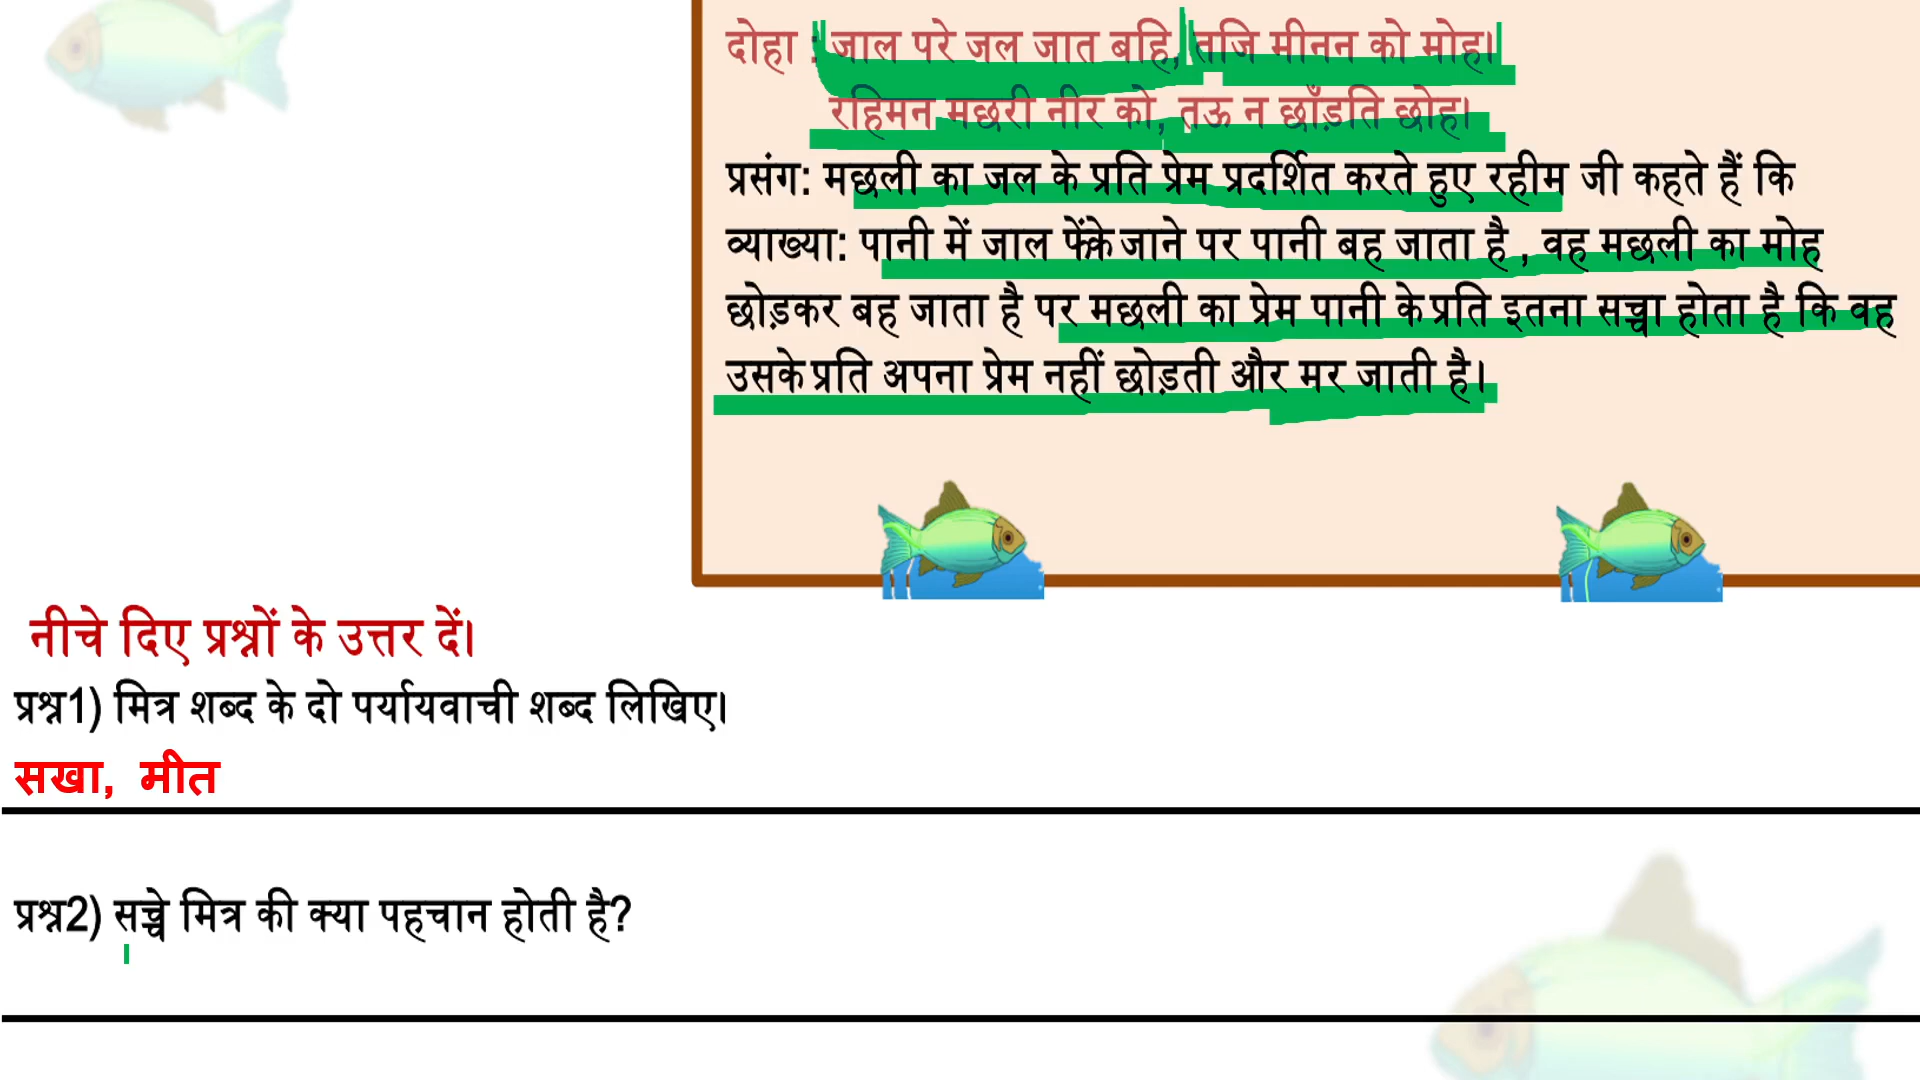 दोहा : जाल परे जल जात बहि, तजि मीनन को मोह।
रहिमन मछरी नीर को, तऊ न छाँड़ति छोह।
प्रसंग: मछली का जल के प्रति प्रेम प्रदर्शित करते हुए रहीम जी कहते हैं कि
व्याख्या: पानी में जाल फेंके जाने पर पानी बह जाता है , वह मछली का मोह
छोड़कर बह जाता है पर मछली का प्रेम पानी के प्रति इतना सच्चा होता है कि वह
उसके प्रति अपना प्रेम नहीं छोड़ती और मर जाती है।
नीचे दिए प्रश्नों के उत्तर दें।
प्रश्न1) मित्र शब्द के दो पर्यायवाची शब्द लिखिए।
सखा, मीत
प्रश्न2) सच्चे मित्र की क्या पहचान होती है?